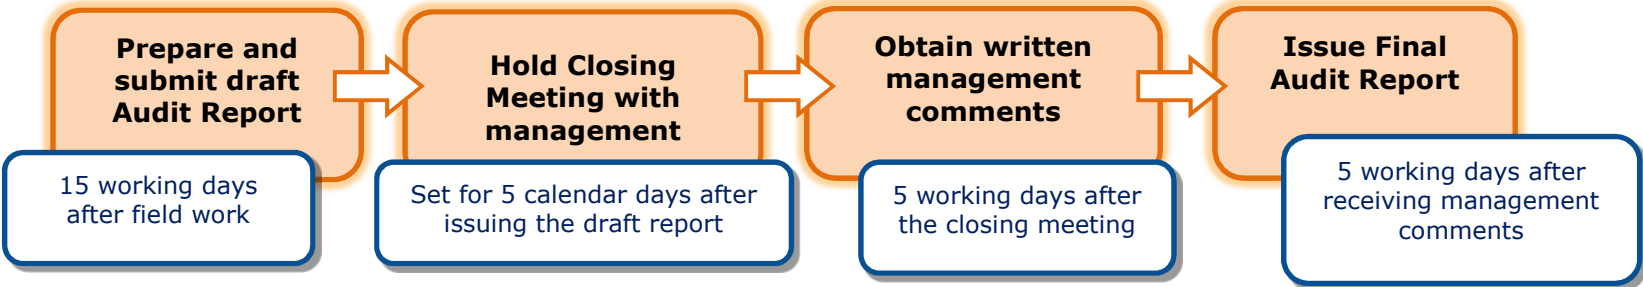 Prepare and
submit draft
Audit Report
15 working days
after field work
Hold Closing
Meeting with
management
Set for 5 calendar days after
issuing the draft report
Obtain written
management
comments
5 working days after
the closing meeting
Issue Final
Audit Report
5 working days after
receiving management
comments